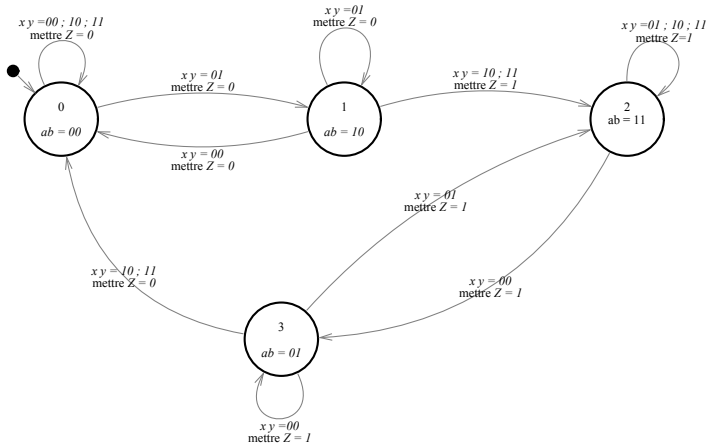 x y =00 ; 10 ; 11
mettre Z = 0
x y =01
mettre Z = 0
x y =01 ; 10 ; 11
mettre Z=1
x y = 01
mettre Z = 0
x y = 10 ; 11
mettre Z = 1
0
ab = 00
1
ab = 10
2
ab = 11
x y = 00
mettre Z = 0
x y = 01
mettre Z = 1
x y = 10 ; 11
mettre Z = 0
x y = 00
mettre Z = 1
3
ab = 01
x y =00
mettre Z = 1